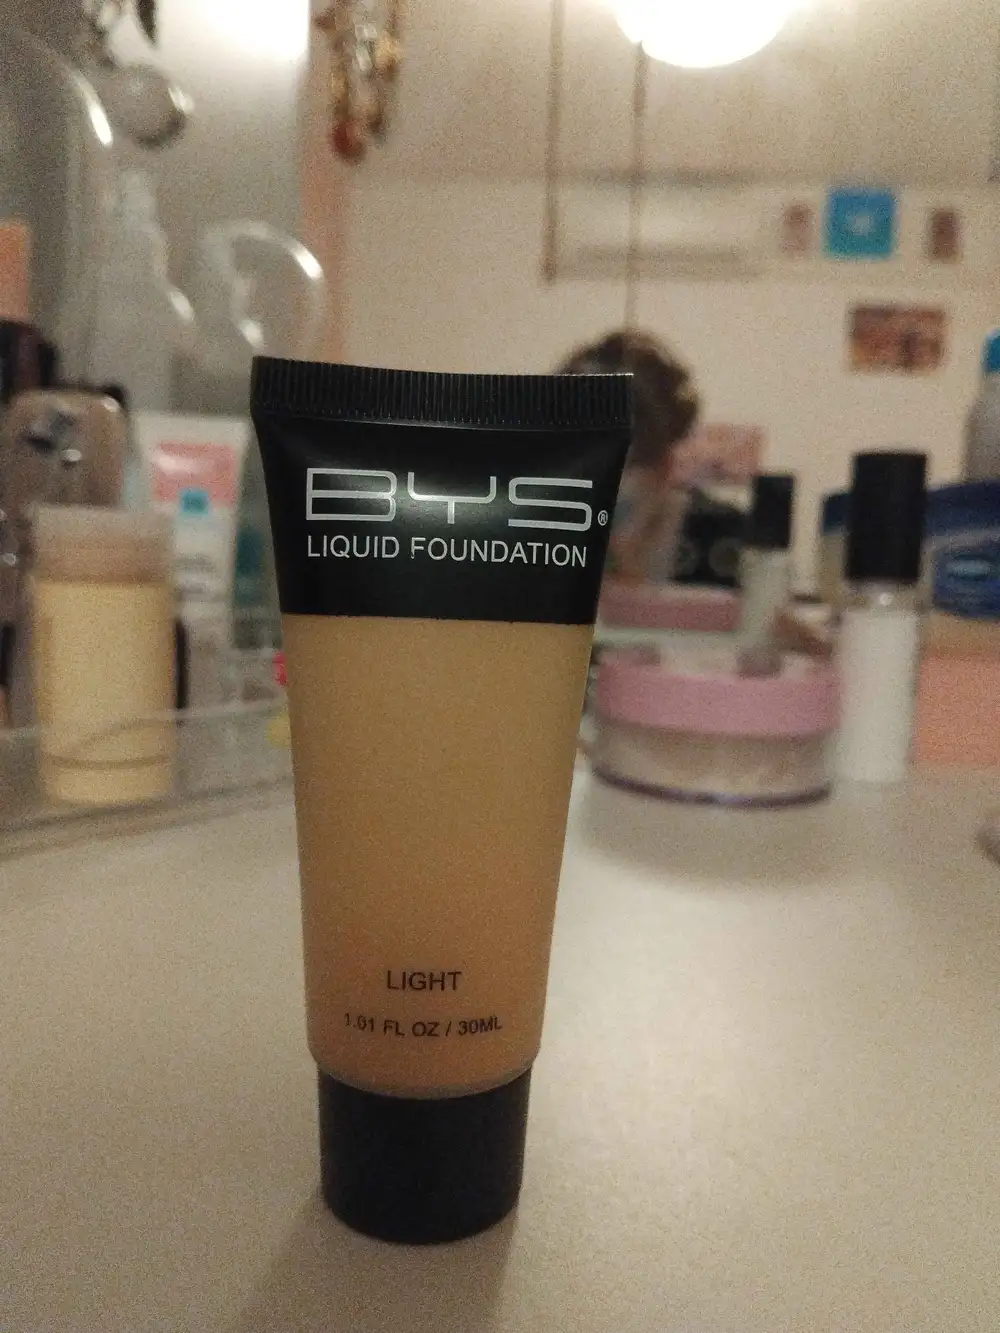 BYS®
LIQUID FOUNDATION
LIGHT
1.01 FL OZ / 30ML